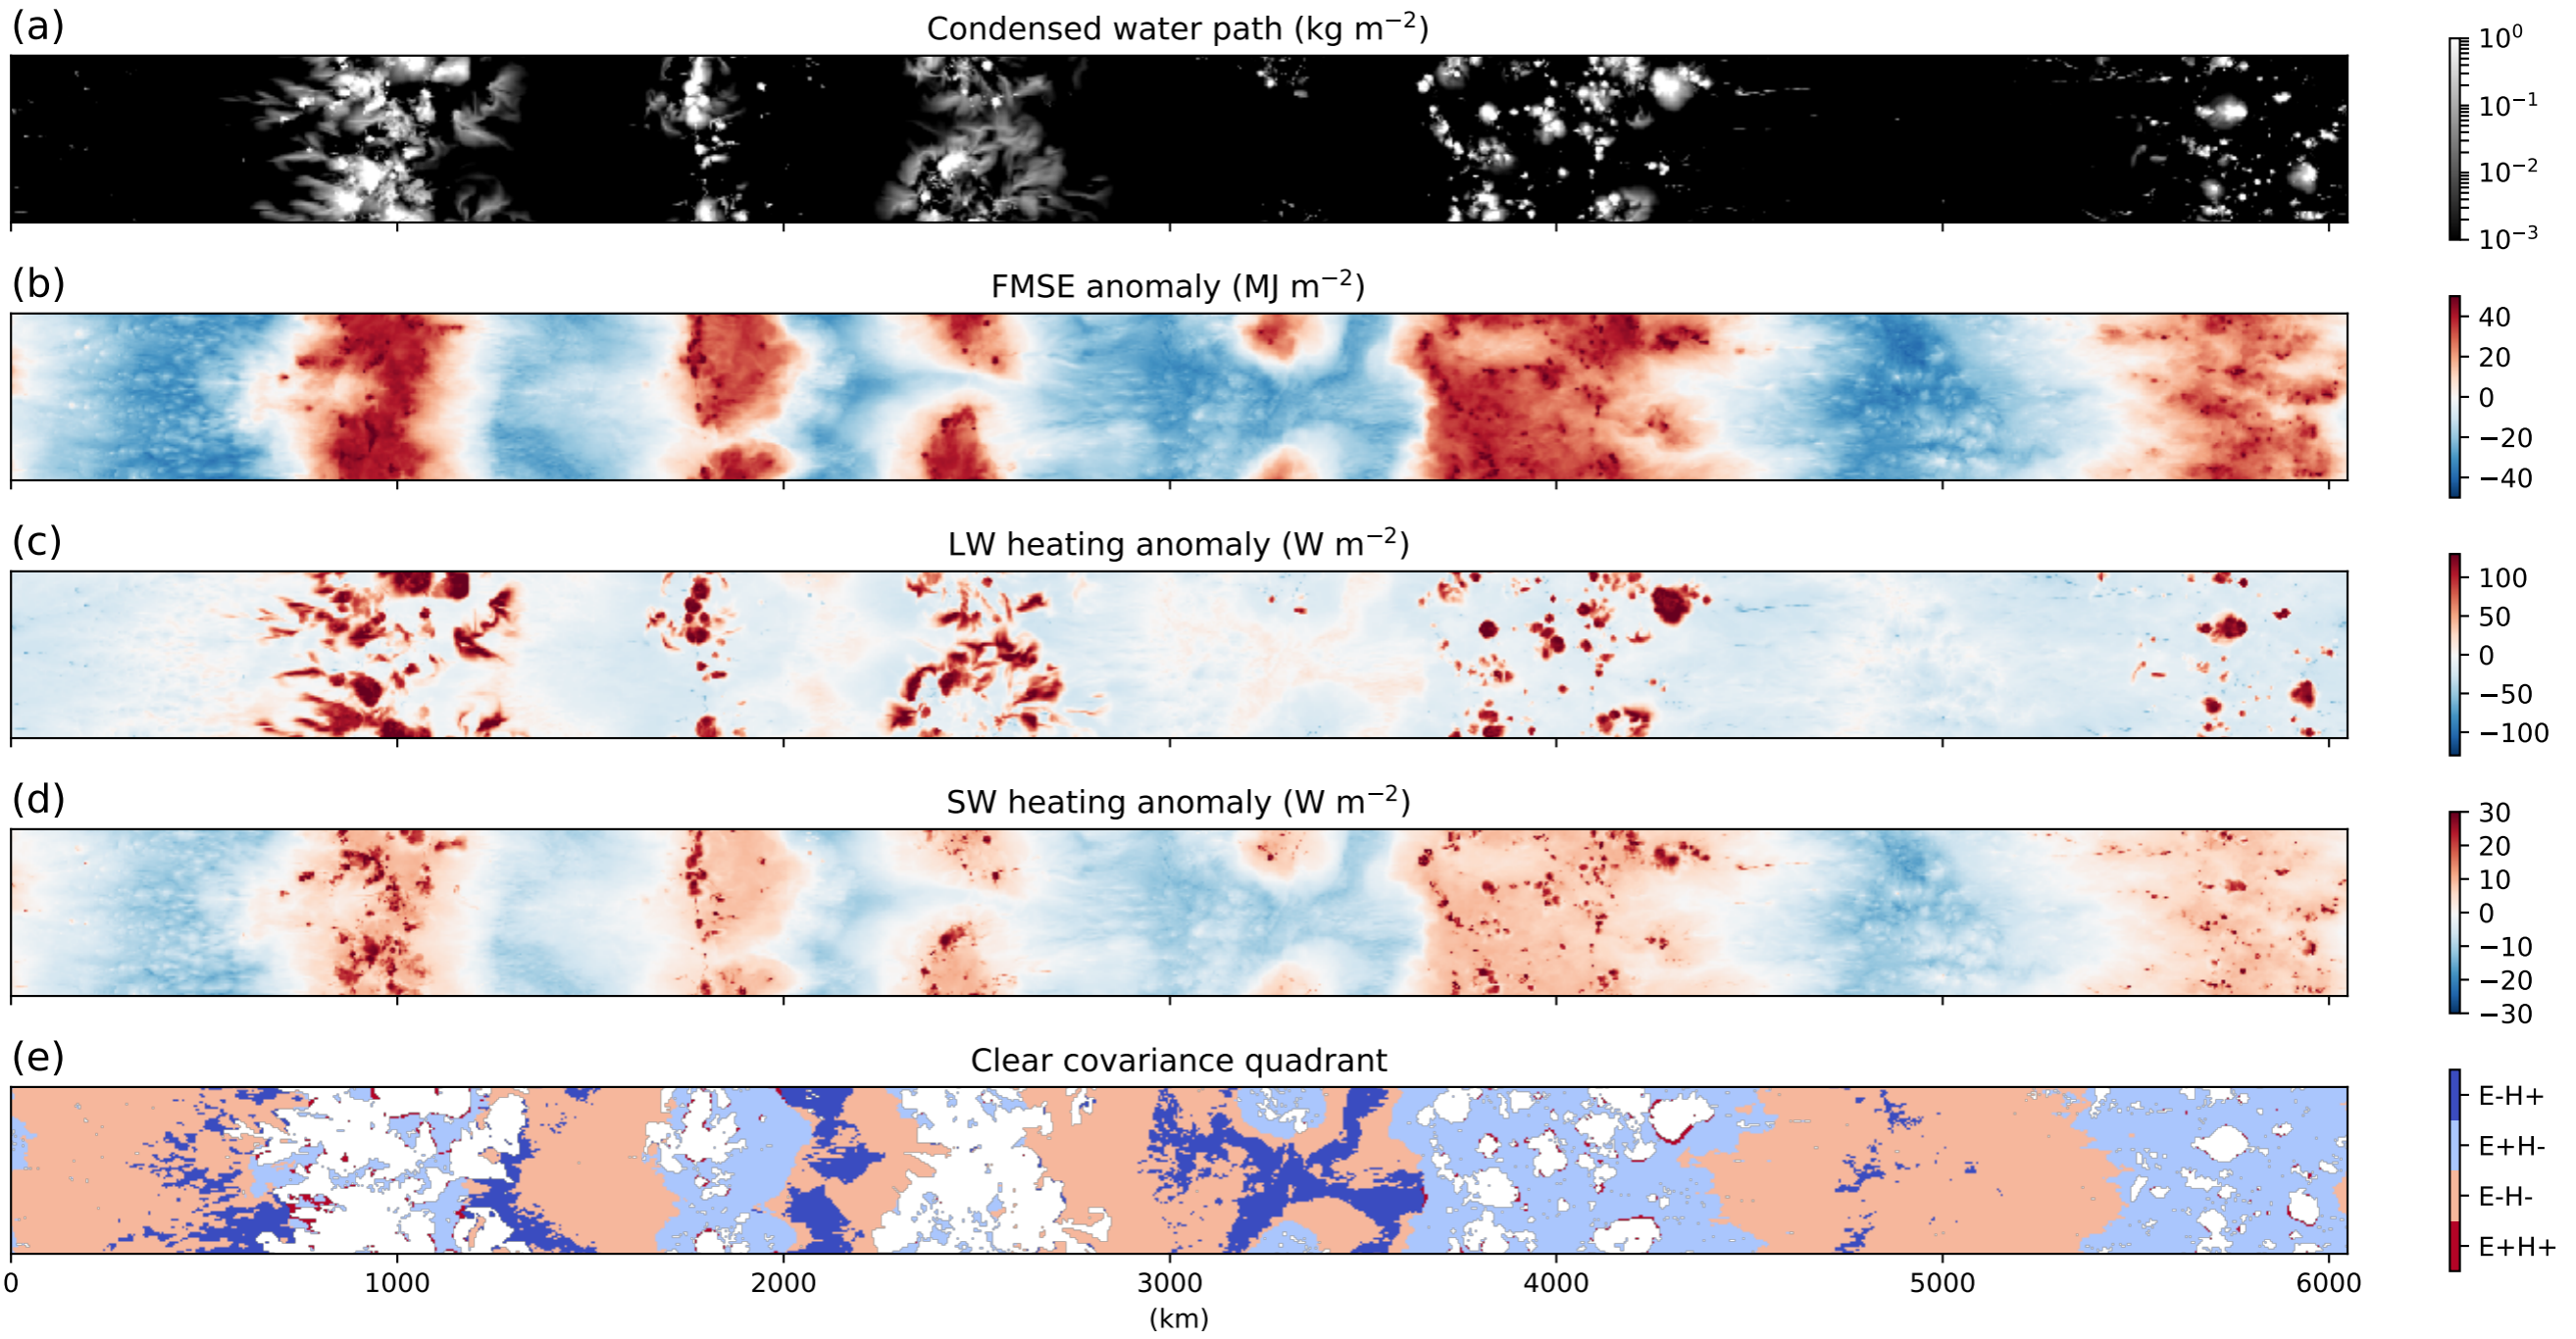 (a)
Condensed water path (kg m⁻²)
10⁰
10⁻¹
10⁻²
10⁻³
(b)
FMSE anomaly (MJ m⁻²)
40
20
0
−20
−40
(c)
LW heating anomaly (W m⁻²)
100
50
0
−50
−100
(d)
SW heating anomaly (W m⁻²)
30
20
10
0
−10
−20
−30
(e)
Clear covariance quadrant
E-H+
E+H-
E-H-
E+H+
0 1000 2000 3000 4000 5000 6000
(km)